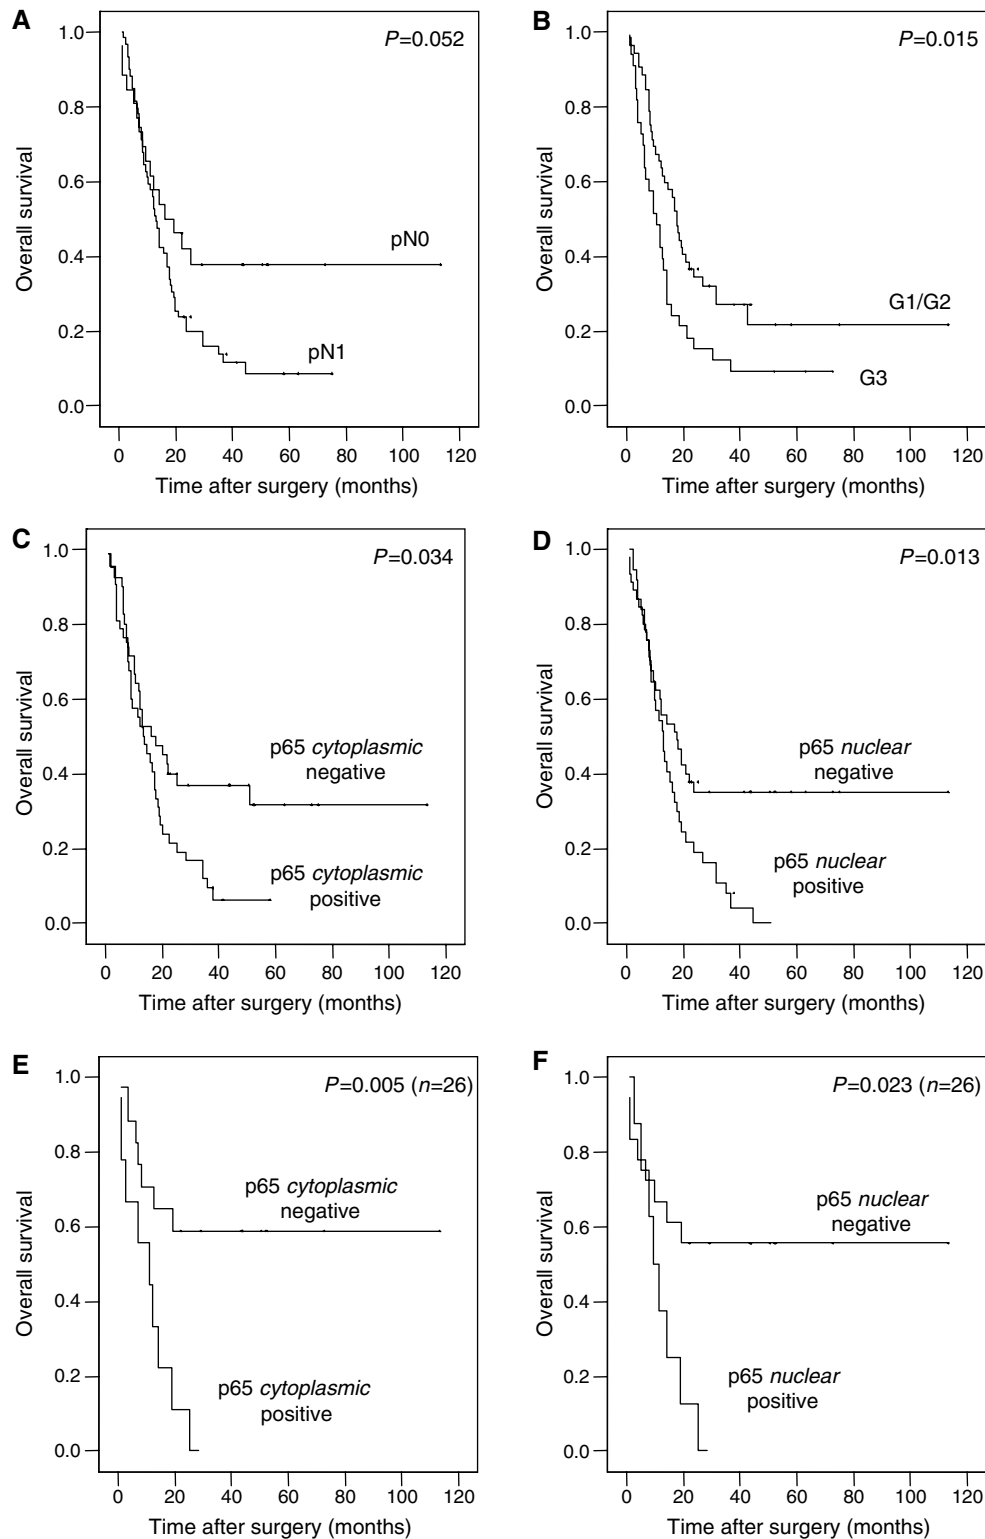 A
P=0.052
1.0
0.8
0.6
0.4
0.2
0.0
Overall survival
pN0
pN1
0 20 40 60 80 100 120
Time after surgery (months)
B
P=0.015
1.0
0.8
0.6
0.4
0.2
0.0
Overall survival
G1/G2
G3
0 20 40 60 80 100 120
Time after surgery (months)
C
P=0.034
1.0
0.8
0.6
0.4
0.2
0.0
Overall survival
p65 cytoplasmic
negative
p65 cytoplasmic
positive
0 20 40 60 80 100 120
Time after surgery (months)
D
P=0.013
1.0
0.8
0.6
0.4
0.2
0.0
Overall survival
p65 nuclear
negative
p65 nuclear
positive
0 20 40 60 80 100 120
Time after surgery (months)
E
P=0.005 (n=26)
1.0
0.8
0.6
0.4
0.2
0.0
Overall survival
p65 cytoplasmic
negative
p65 cytoplasmic
positive
0 20 40 60 80 100 120
Time after surgery (months)
F
P=0.023 (n=26)
1.0
0.8
0.6
0.4
0.2
0.0
Overall survival
p65 nuclear
negative
p65 nuclear
positive
0 20 40 60 80 100 120
Time after surgery (months)